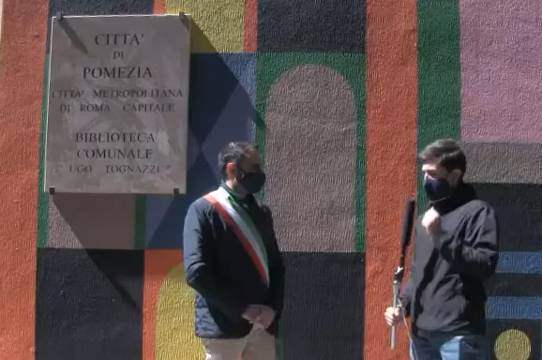 CITTA'
DI
POMEZIA
CITTA' METROPOLITANA
DI ROMA CAPITALE
BIBLIOTECA
COMUNALE
"UGO TOGNAZZI"